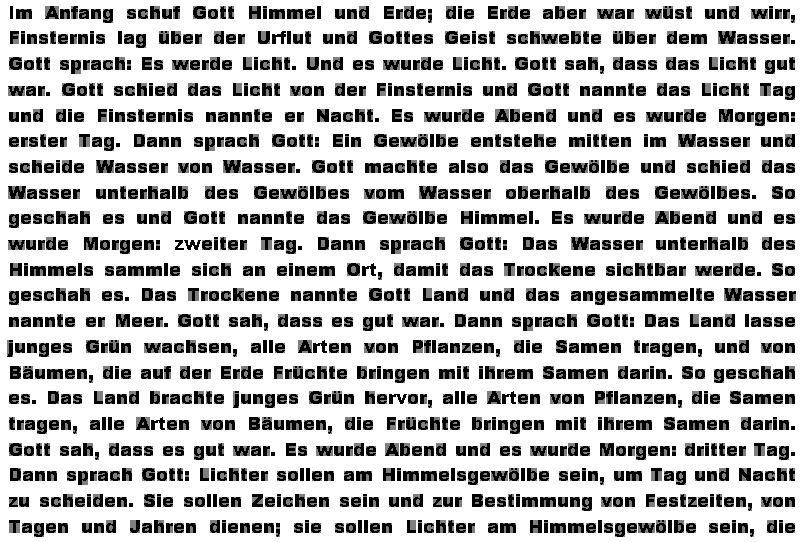 Im Anfang schuf Gott Himmel und Erde; die Erde aber war wüst und wirr,
Finsternis lag über der Urflut und Gottes Geist schwebte über dem Wasser.
Gott sprach: Es werde Licht. Und es wurde Licht. Gott sah, dass das Licht gut
war. Gott schied das Licht von der Finsternis und Gott nannte das Licht Tag
und die Finsternis nannte er Nacht. Es wurde Abend und es wurde Morgen:
erster Tag. Dann sprach Gott: Ein Gewölbe entstehe mitten im Wasser und
scheide Wasser von Wasser. Gott machte also das Gewölbe und schied das
Wasser unterhalb des Gewölbes vom Wasser oberhalb des Gewölbes. So
geschah es und Gott nannte das Gewölbe Himmel. Es wurde Abend und es
wurde Morgen: zweiter Tag. Dann sprach Gott: Das Wasser unterhalb des
Himmels sammle sich an einem Ort, damit das Trockene sichtbar werde. So
geschah es. Das Trockene nannte Gott Land und das angesammelte Wasser
nannte er Meer. Gott sah, dass es gut war. Dann sprach Gott: Das Land lasse
junges Grün wachsen, alle Arten von Pflanzen, die Samen tragen, und von
Bäumen, die auf der Erde Früchte bringen mit ihrem Samen darin. So geschah
es. Das Land brachte junges Grün hervor, alle Arten von Pflanzen, die Samen
tragen, alle Arten von Bäumen, die Früchte bringen mit ihrem Samen darin.
Gott sah, dass es gut war. Es wurde Abend und es wurde Morgen: dritter Tag.
Dann sprach Gott: Lichter sollen am Himmelsgewölbe sein, um Tag und Nacht
zu scheiden. Sie sollen Zeichen sein und zur Bestimmung von Festzeiten, von
Tagen und Jahren dienen; sie sollen Lichter am Himmelsgewölbe sein, die